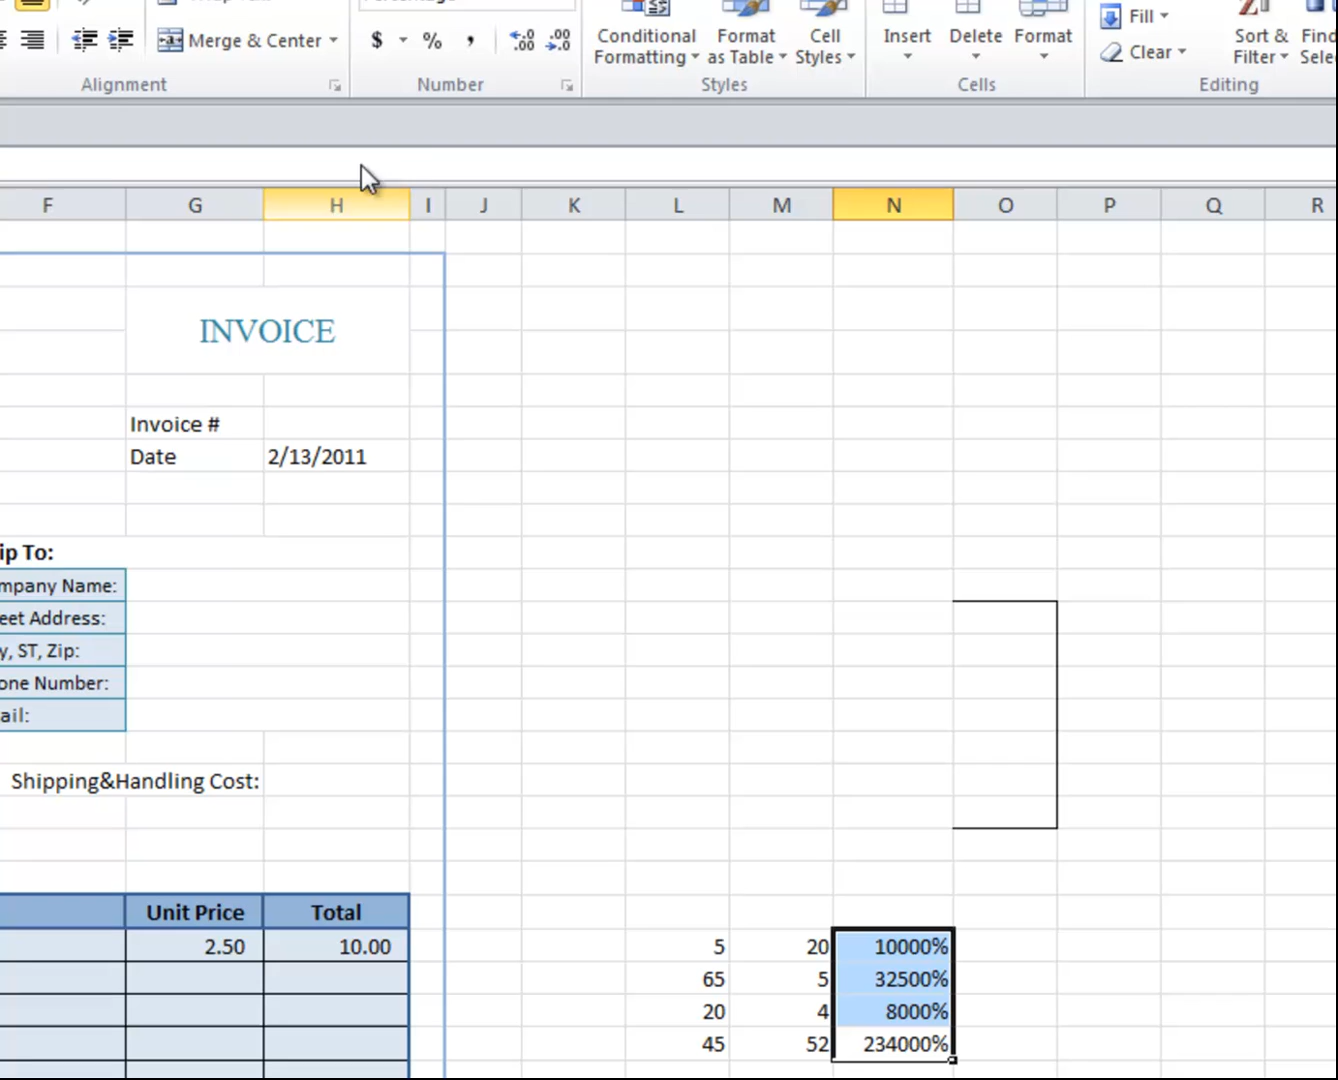 Merge & Center
$ % , .00 .00
Conditional Formatting
Format as Table
Cell Styles
Insert
Delete
Format
Fill
Clear
Sort & Filter
Alignment
Number
Styles
Cells
Editing
F G H I J K L M N O P Q R
INVOICE
Invoice #
Date 2/13/2011
ip To:
mpany Name:
eet Address:
y, ST, Zip:
one Number:
ail:
Shipping&Handling Cost:
Unit Price Total
2.50 10.00 5 20 10000%
65 5 32500%
20 4 8000%
45 52 234000%